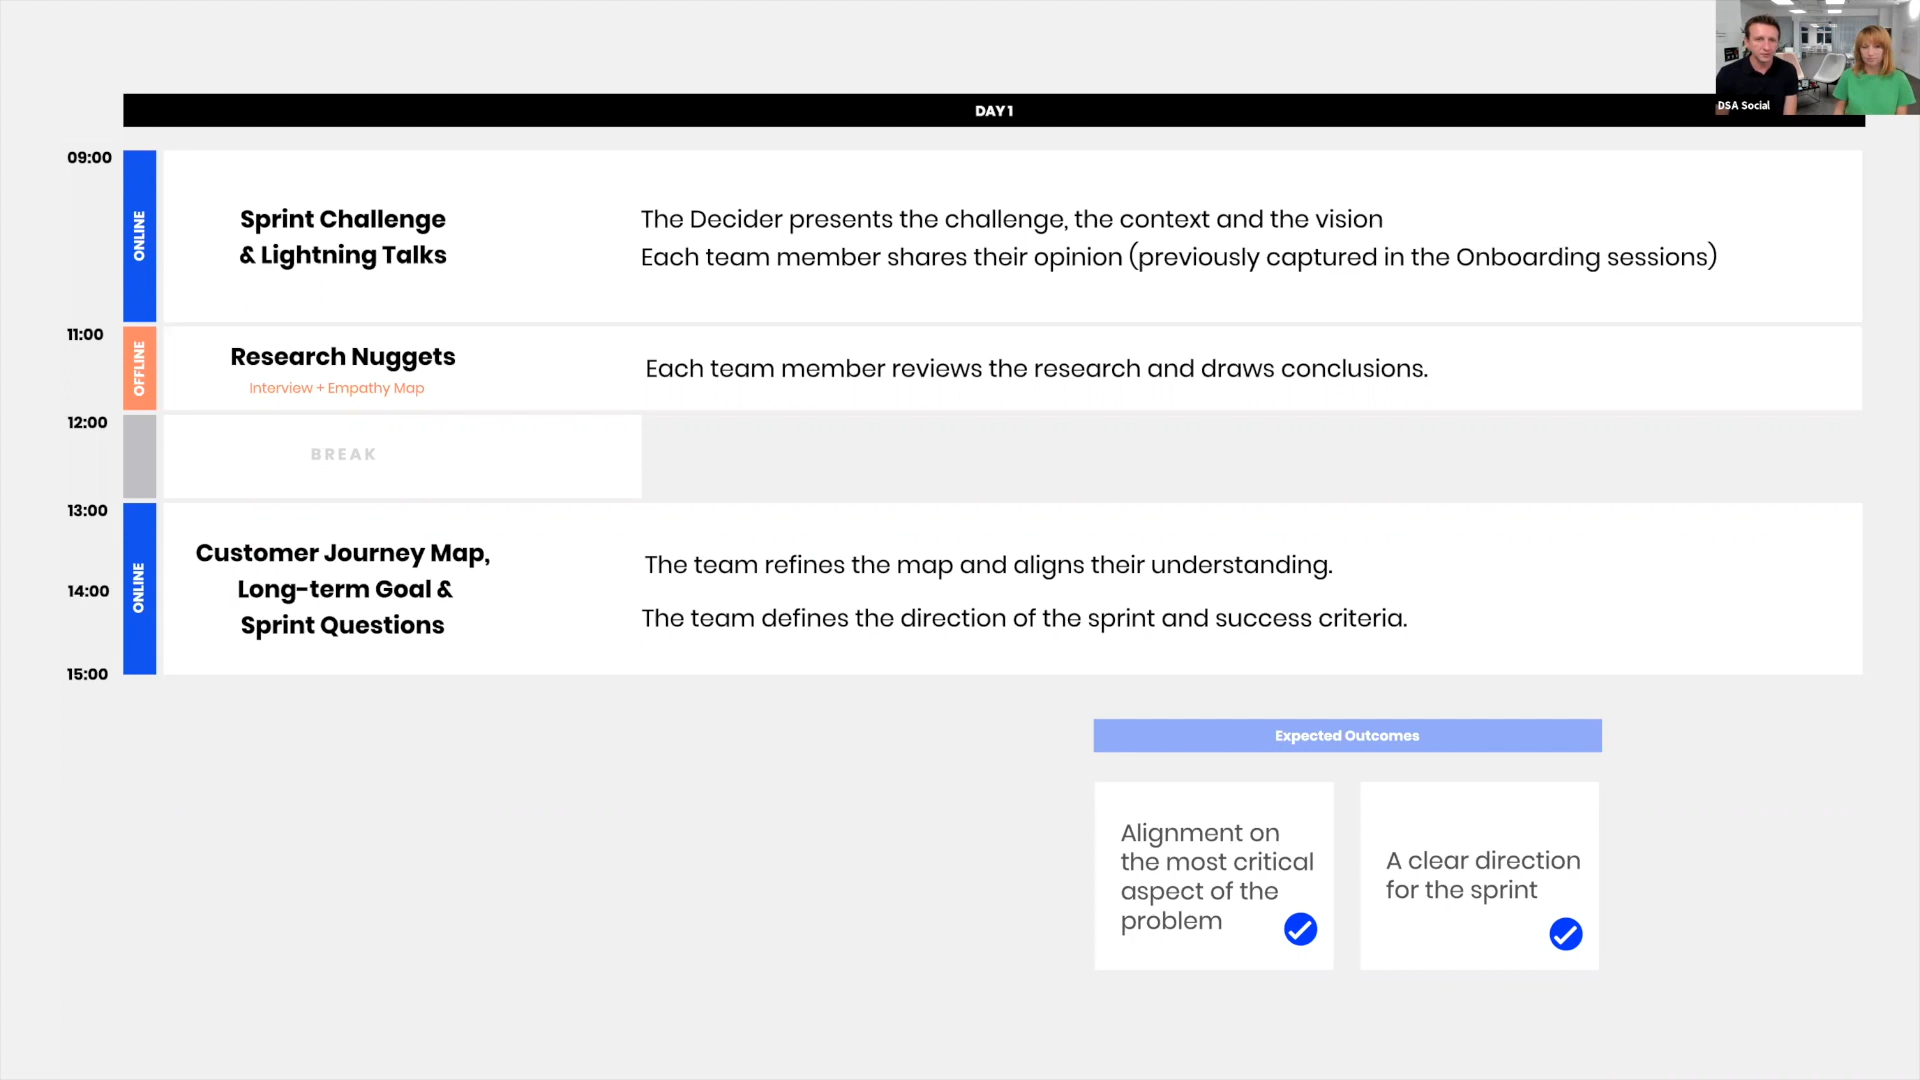 DSA Social
DAY 1
09:00
ONLINE
Sprint Challenge
& Lightning Talks
The Decider presents the challenge, the context and the vision
Each team member shares their opinion (previously captured in the Onboarding sessions)
11:00
OFFLINE
Research Nuggets
Interview + Empathy Map
Each team member reviews the research and draws conclusions.
12:00
BREAK
13:00
14:00
15:00
ONLINE
Customer Journey Map,
Long-term Goal &
Sprint Questions
The team refines the map and aligns their understanding.
The team defines the direction of the sprint and success criteria.
Expected Outcomes
Alignment on
the most critical
aspect of the
problem
A clear direction
for the sprint